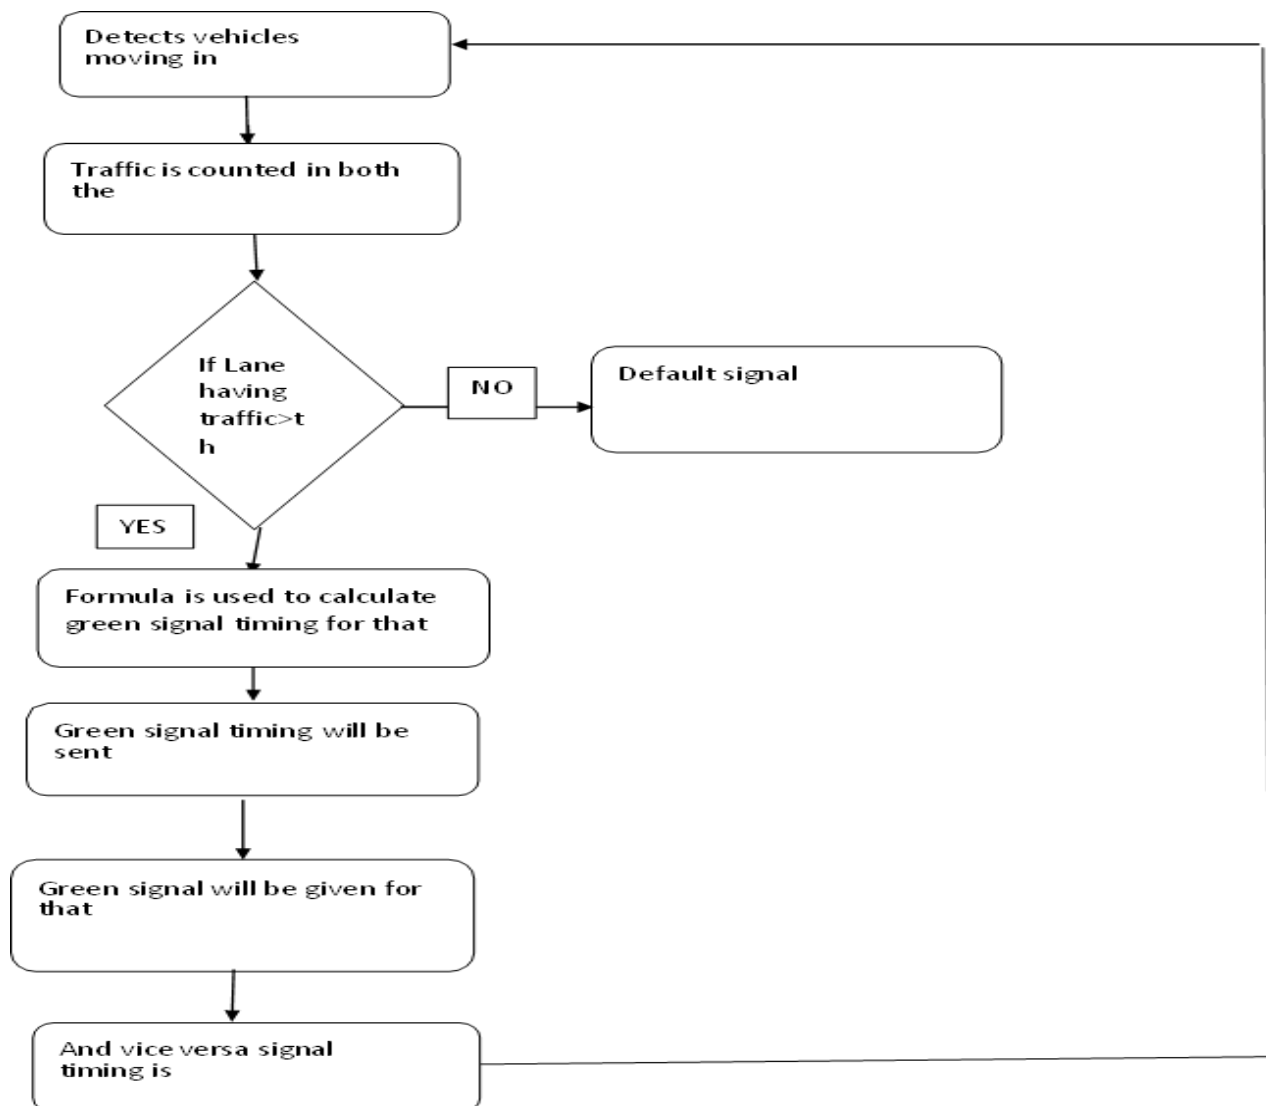 Detects vehicles
moving in
Traffic is counted in both
the
If Lane
having
traffic>t
h
NO
Default signal
YES
Formula is used to calculate
green signal timing for that
Green signal timing will be
sent
Green signal will be given for
that
And vice versa signal
timing is